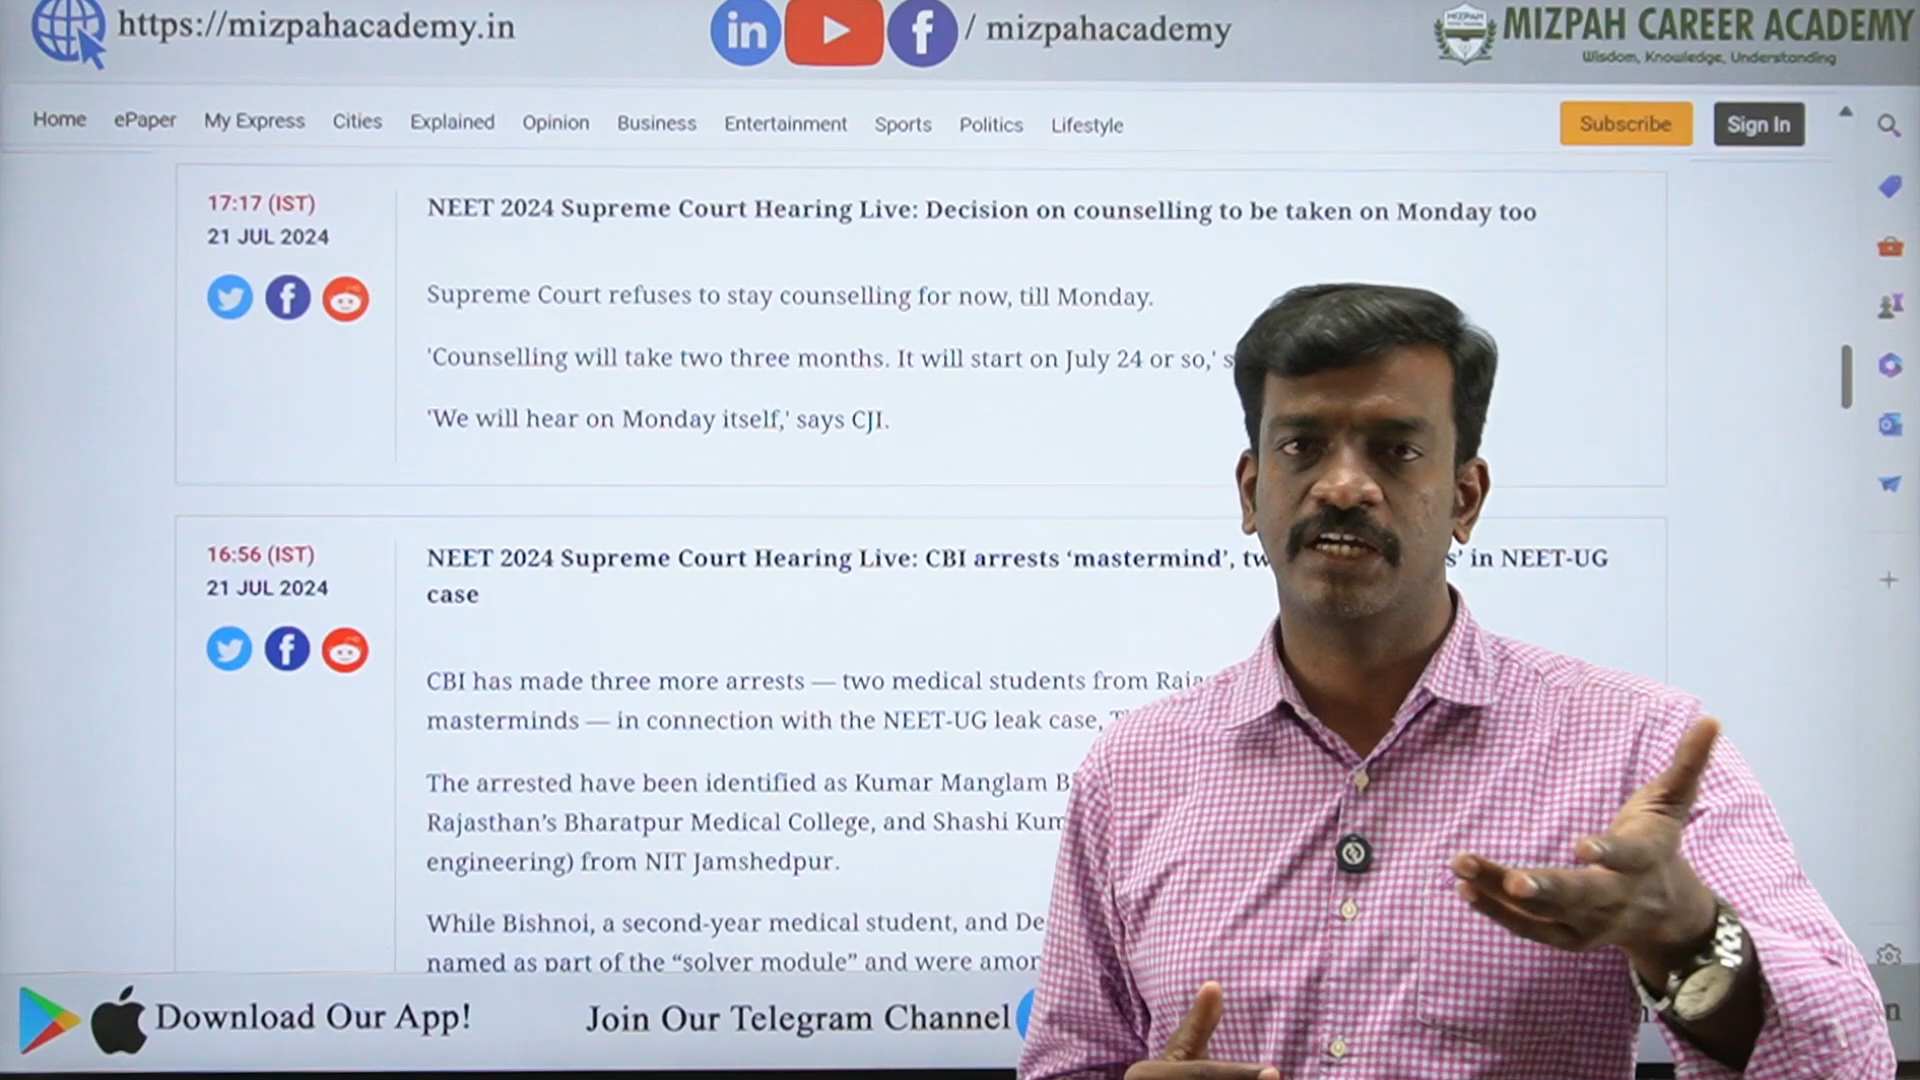 https://mizpahacademy.in
in f / mizpahacademy
MIZPAH
MIZPAH CAREER ACADEMY
Wisdom, Knowledge, Understanding
Home ePaper My Express Cities Explained Opinion Business Entertainment Sports Politics Lifestyle Subscribe Sign In
17:17 (IST)
21 JUL 2024
NEET 2024 Supreme Court Hearing Live: Decision on counselling to be taken on Monday too
Supreme Court refuses to stay counselling for now, till Monday.
'Counselling will take two three months. It will start on July 24 or so,' s
'We will hear on Monday itself,' says CJI.
16:56 (IST)
21 JUL 2024
NEET 2024 Supreme Court Hearing Live: CBI arrests ‘mastermind’, tw s’ in NEET-UG
case
CBI has made three more arrests — two medical students from Raja
masterminds — in connection with the NEET-UG leak case,
The arrested have been identified as Kumar Manglam B
Rajasthan’s Bharatpur Medical College, and Shashi Kum
engineering) from NIT Jamshedpur.
While Bishnoi, a second-year medical student, and De
named as part of the “solver module” and were amon
Download Our App!
Join Our Telegram Channel
n